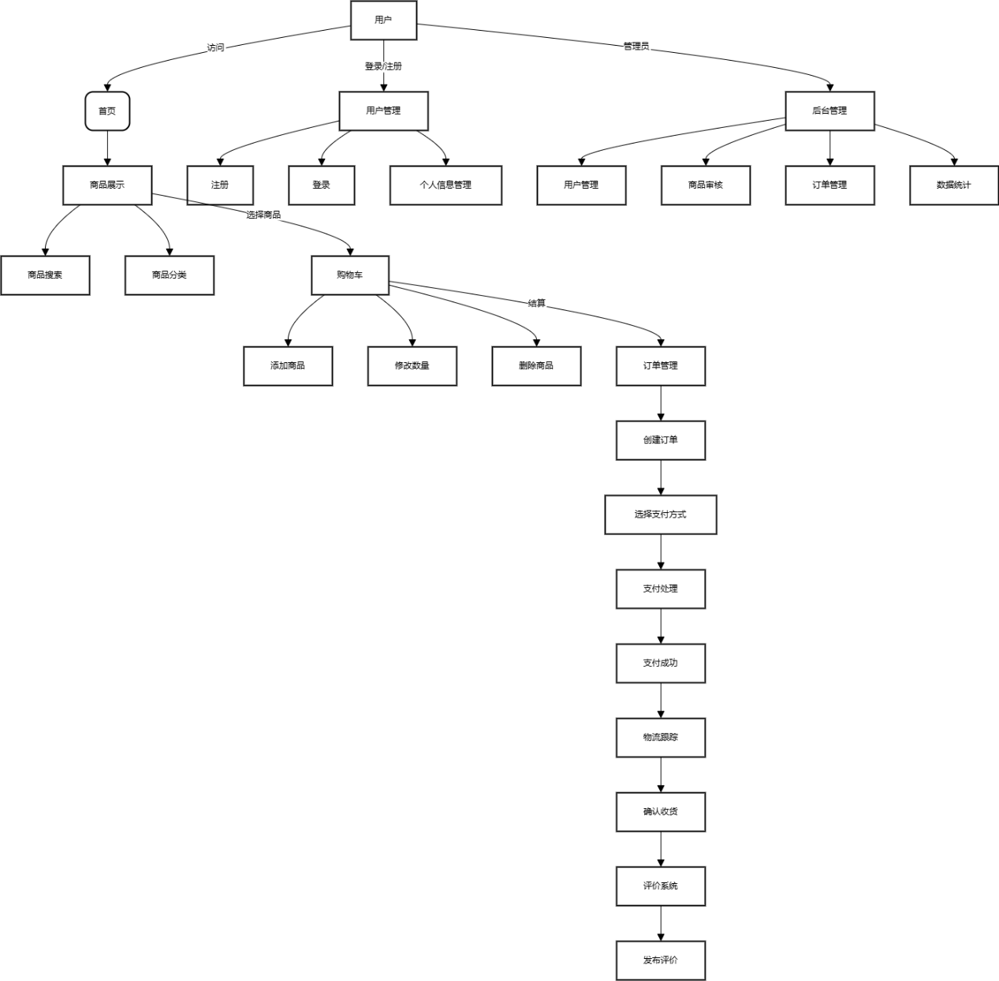 用户
访问
管理员
登录/注册
首页
用户管理
后台管理
商品展示
注册
登录
个人信息管理
用户管理
商品审核
订单管理
数据统计
选择商品
商品搜索
商品分类
购物车
结算
添加商品
修改数量
删除商品
订单管理
创建订单
选择支付方式
支付处理
支付成功
物流跟踪
确认收货
评价系统
发布评价